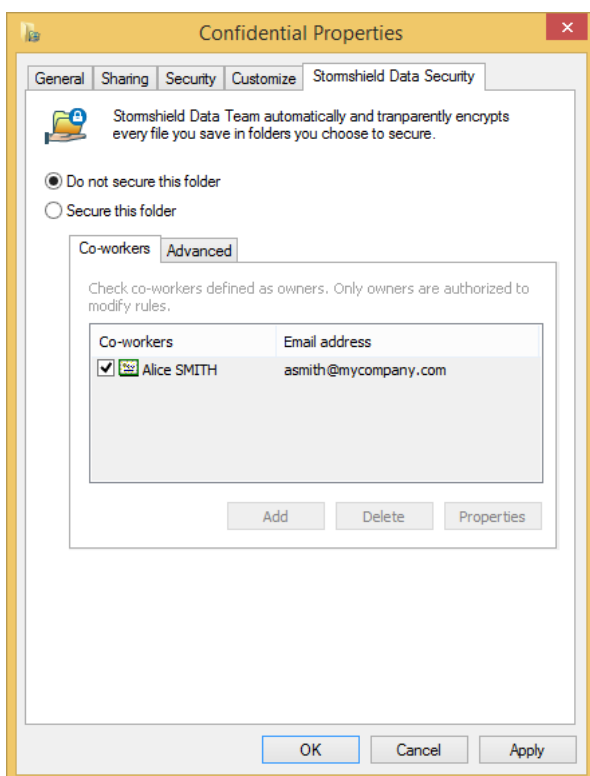 Confidential Properties
General Sharing Security Customize Stormshield Data Security
Stormshield Data Team automatically and tranparently encrypts
every file you save in folders you choose to secure.
Do not secure this folder
Secure this folder
Co-workers Advanced
Check co-workers defined as owners. Only owners are authorized to
modify rules.
Co-workers Email address
Alice SMITH asmith@mycompany.com
Add Delete Properties
OK Cancel Apply